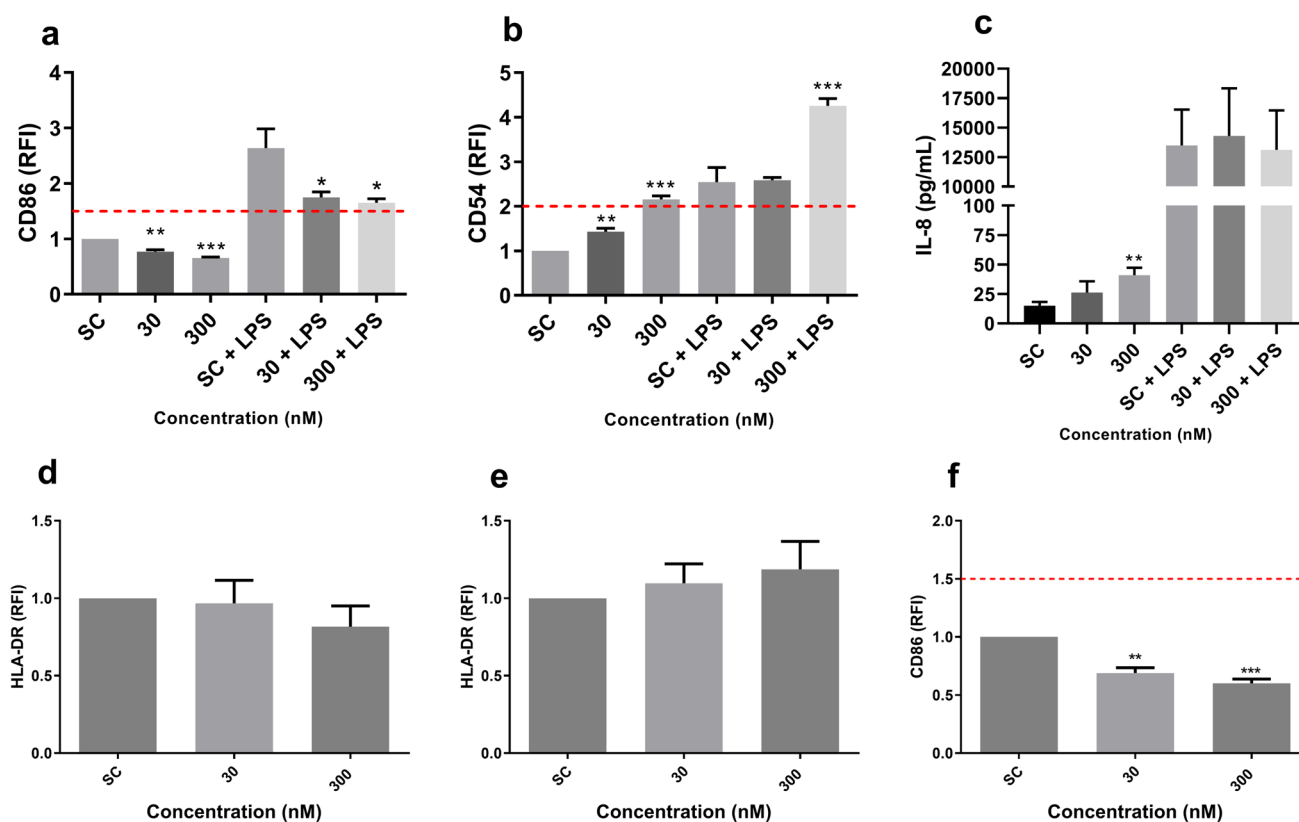 a
CD86 (RFI)
4
3
2
1
0
**
***
*
*
SC
30
300
SC + LPS
30 + LPS
300 + LPS
Concentration (nM)
b
CD54 (RFI)
5
4
3
2
1
0
**
***
***
SC
30
300
SC + LPS
30 + LPS
300 + LPS
Concentration (nM)
c
IL-8 (pg/mL)
20000
17500
15000
12500
10000
100
75
50
25
0
**
SC
30
300
SC + LPS
30 + LPS
300 + LPS
Concentration (nM)
d
HLA-DR (RFI)
1.5
1.0
0.5
0.0
SC
30
300
Concentration (nM)
e
HLA-DR (RFI)
1.5
1.0
0.5
0.0
SC
30
300
Concentration (nM)
f
CD86 (RFI)
2.0
1.5
1.0
0.5
0.0
**
***
SC
30
300
Concentration (nM)